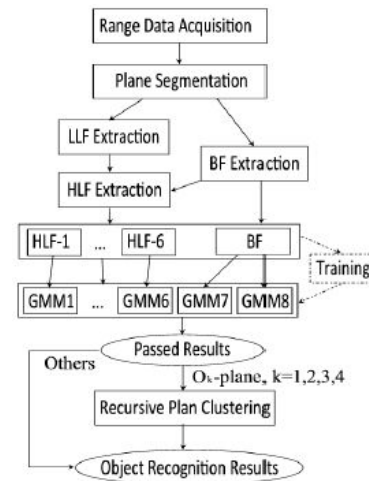 Range Data Acquisition
Plane Segmentation
LLF Extraction
BF Extraction
HLF Extraction
HLF-1 ... HLF-6 BF
Training
GMM1 ... GMM6 GMM7 GMM8
Passed Results
Others
Ok-plane, k=1,2,3,4
Recursive Plan Clustering
Object Recognition Results